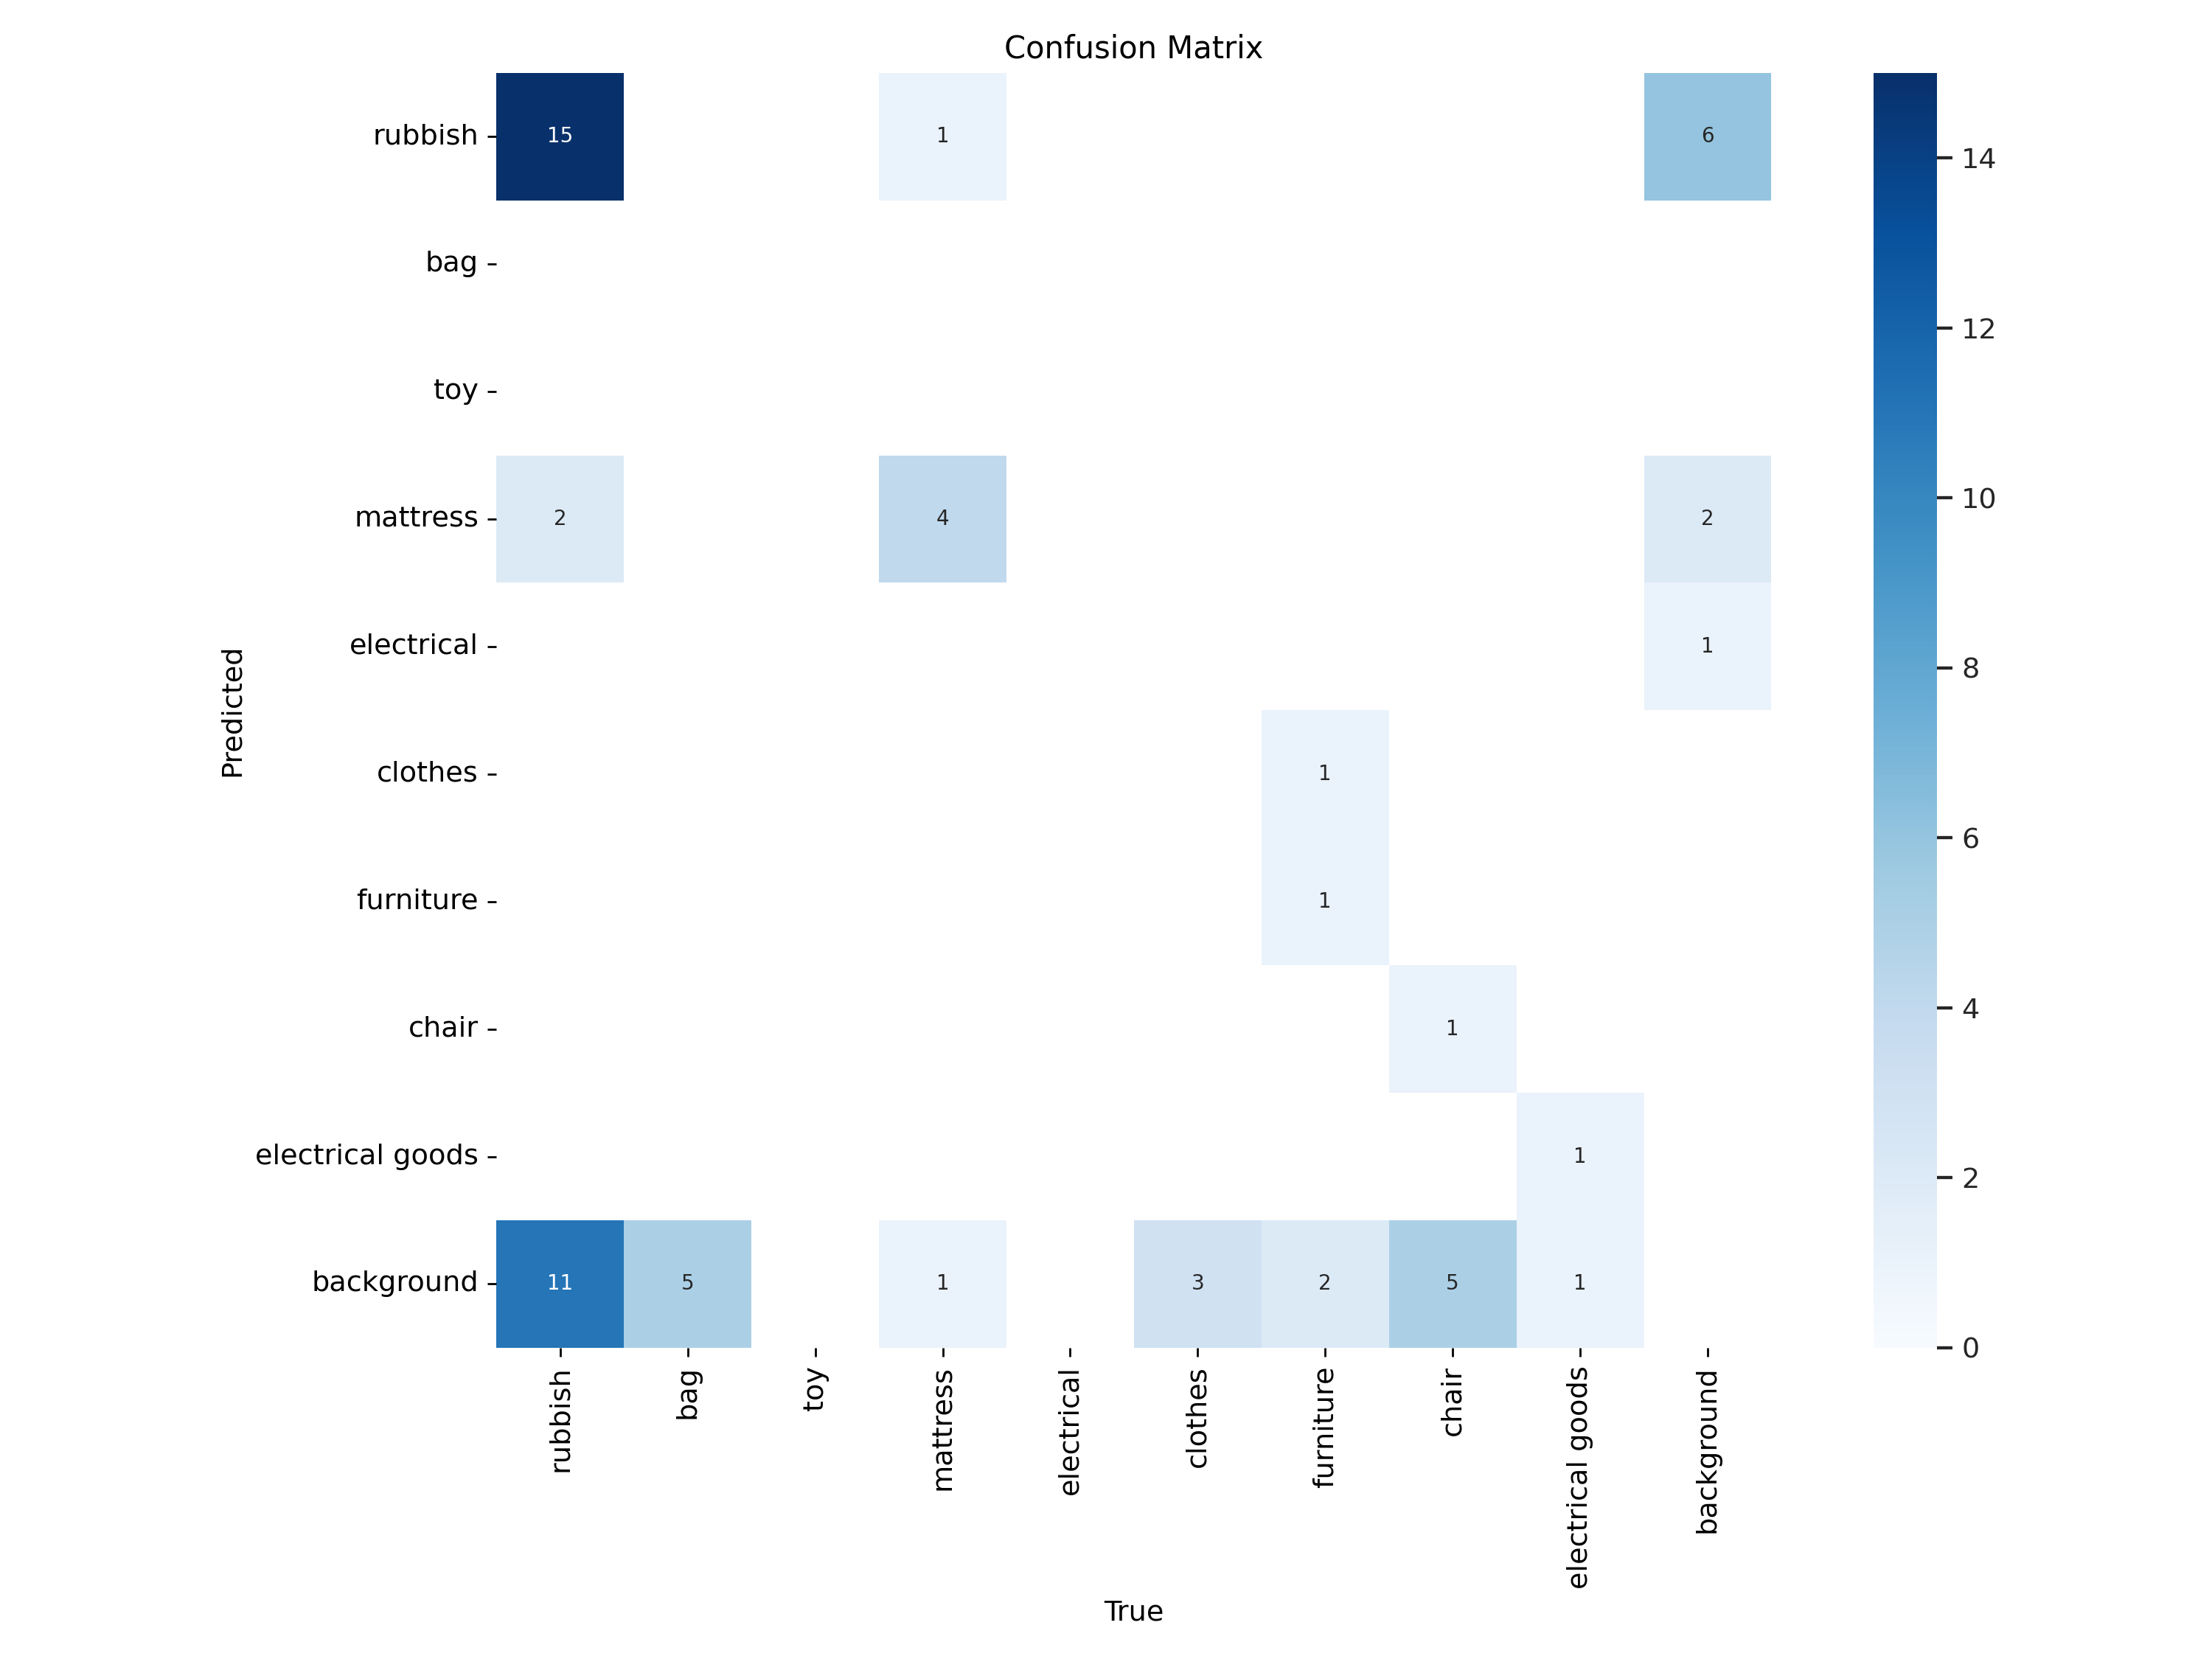 Confusion Matrix
rubbish 15 1 6
bag
toy
mattress 2 4 2
electrical 1
clothes 1
furniture 1
chair 1
electrical goods 1
background 11 5 1 3 2 5 1
Predicted
rubbish bag toy mattress electrical clothes furniture chair electrical goods background
True
14
12
10
8
6
4
2
0